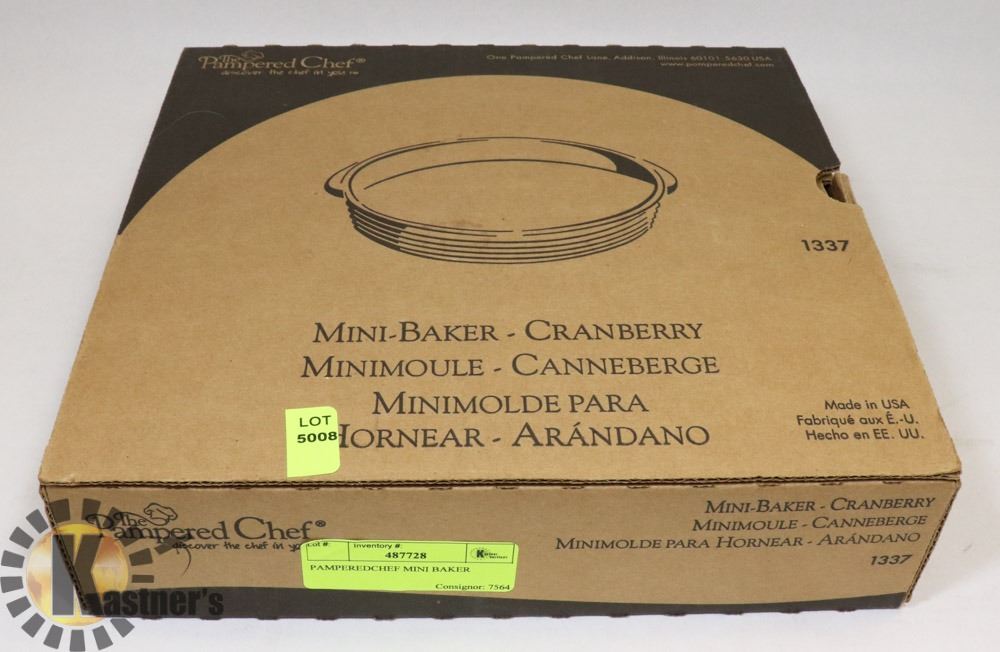 The
Pampered Chef®
discover the chef in you™
One Pampered Chef Lane, Addison, Illinois 60101-5630 USA
www.pamperedchef.com
1337
MINI-BAKER - CRANBERRY
MINIMOULE - CANNEBERGE
MINIMOLDE PARA
HORNEAR - ARÁNDANO
Made in USA
Fabriqué aux É.-U.
Hecho en EE. UU.
LOT
5008
The
Pampered Chef®
discover the chef in yo
MINI-BAKER - CRANBERRY
MINIMOULE - CANNEBERGE
MINIMOLDE PARA HORNEAR - ARÁNDANO
1337
Lot #:
Inventory #:
487728
PAMPEREDCHEF MINI BAKER
Consignor: 7564
Kastner's